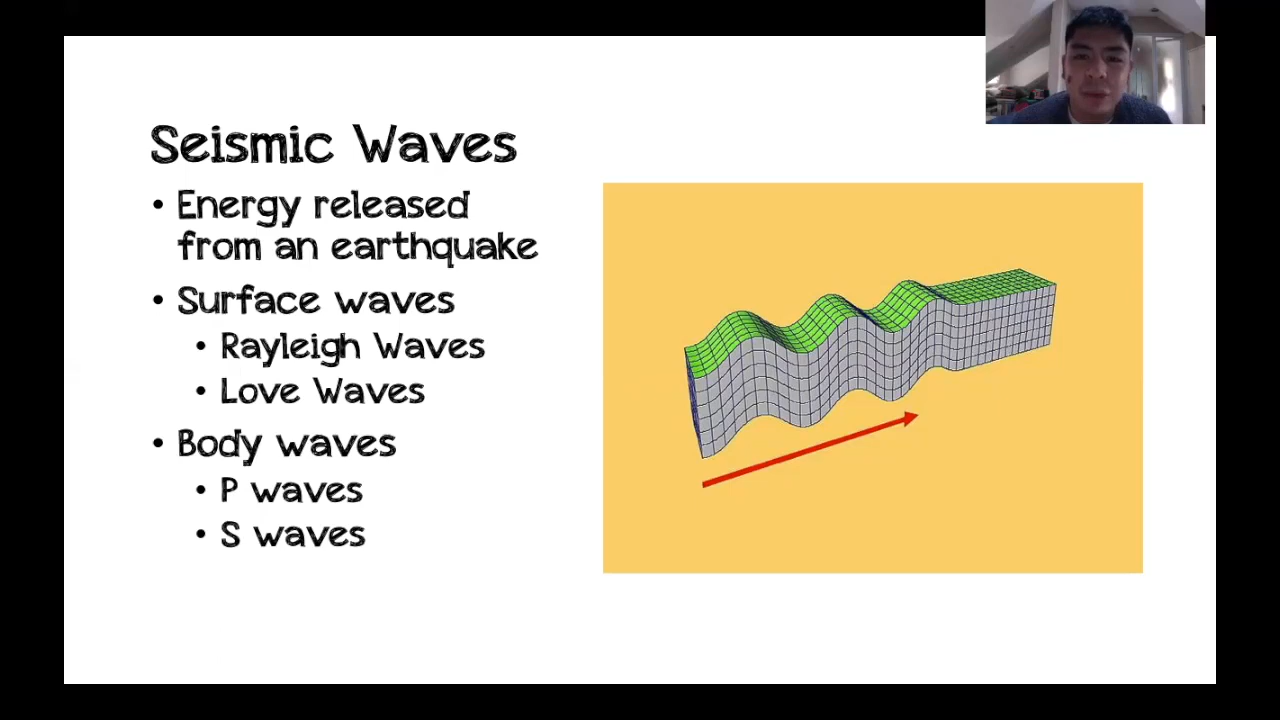 Seismic Waves
• Energy released
from an earthquake
• Surface waves
• Rayleigh Waves
• Love Waves
• Body waves
• P waves
• S waves